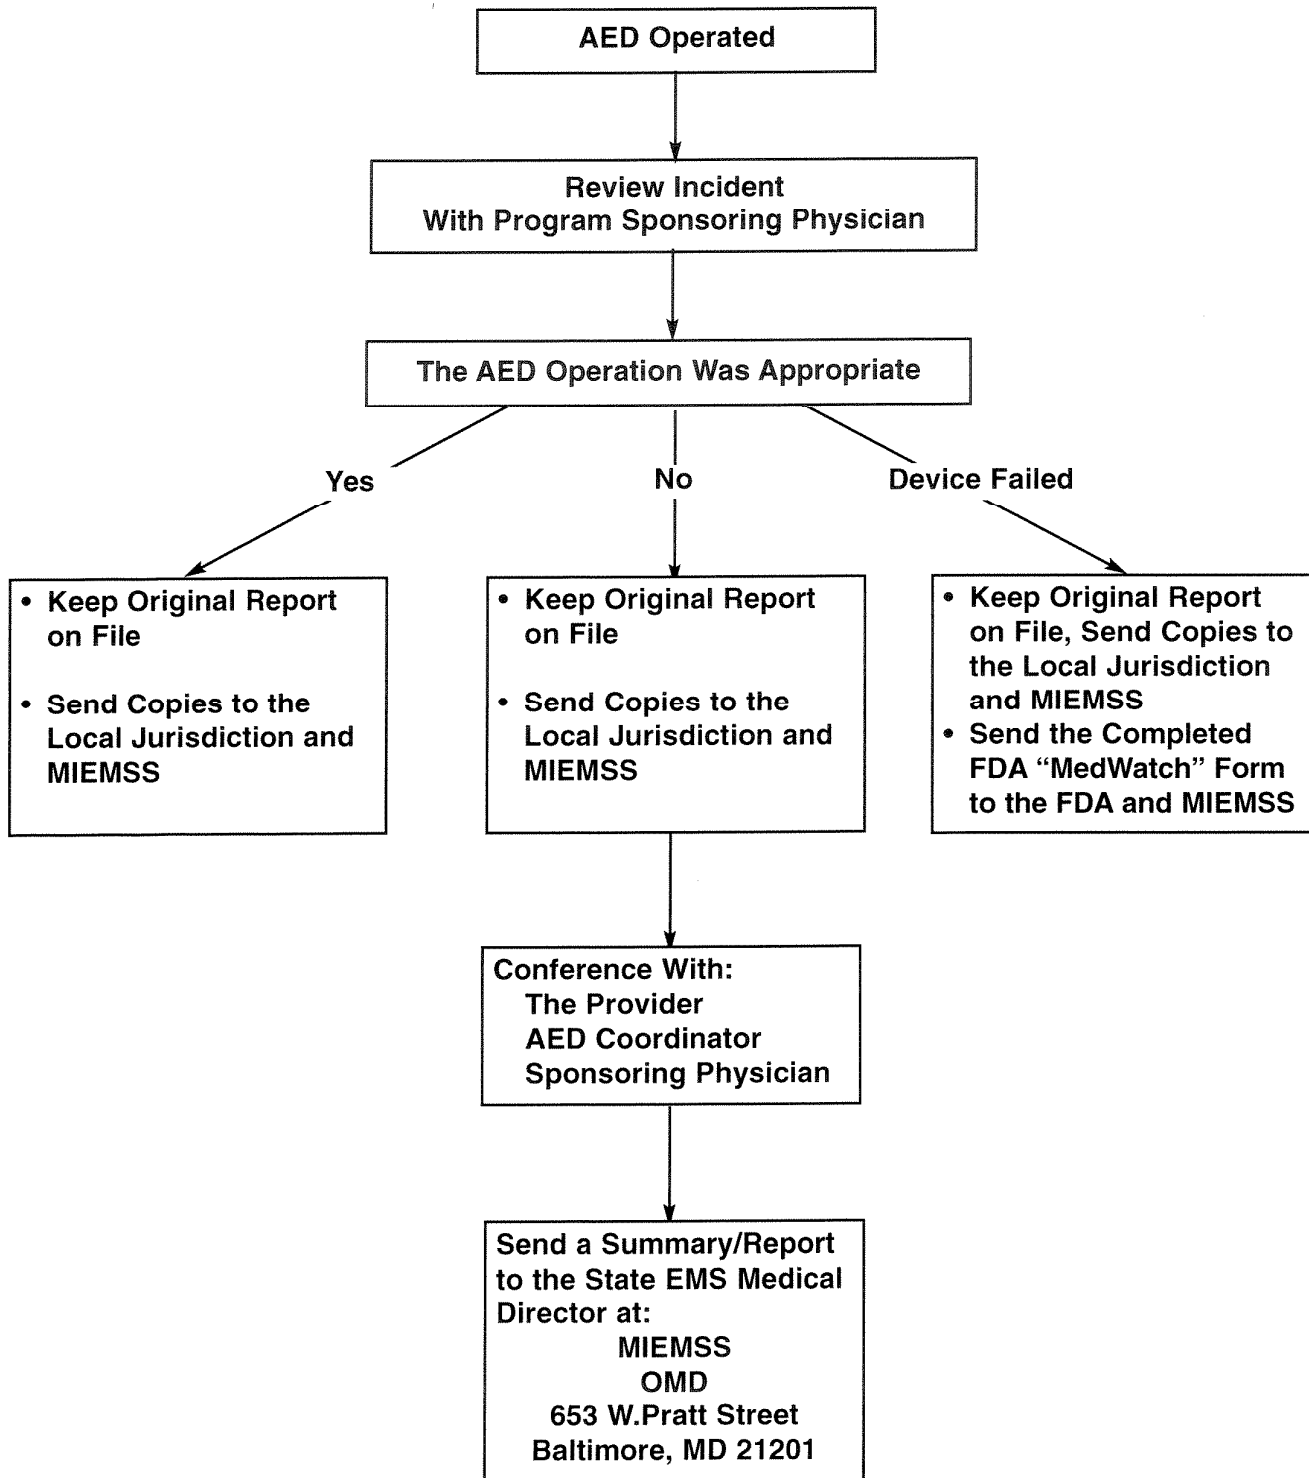 AED Operated
Review Incident
With Program Sponsoring Physician
The AED Operation Was Appropriate
Yes
No
Device Failed
• Keep Original Report
on File
• Send Copies to the
Local Jurisdiction and
MIEMSS
• Keep Original Report
on File
• Send Copies to the
Local Jurisdiction and
MIEMSS
• Keep Original Report
on File, Send Copies to
the Local Jurisdiction
and MIEMSS
• Send the Completed
FDA “MedWatch” Form
to the FDA and MIEMSS
Conference With:
The Provider
AED Coordinator
Sponsoring Physician
Send a Summary/Report
to the State EMS Medical
Director at:
MIEMSS
OMD
653 W.Pratt Street
Baltimore, MD 21201